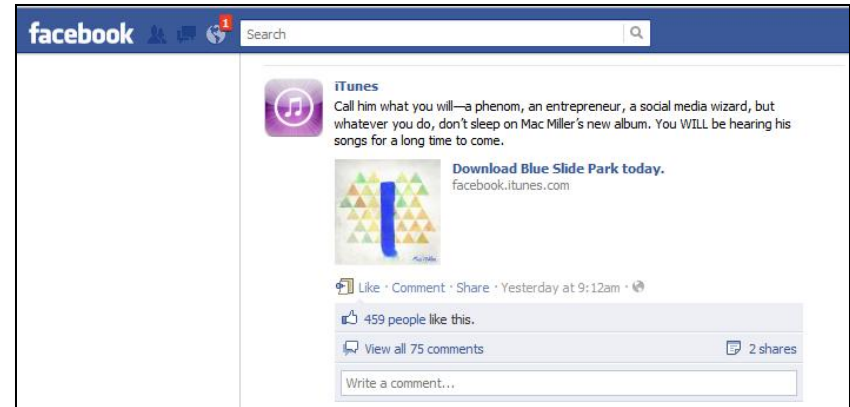 facebook
1
Search
iTunes
Call him what you will—a phenom, an entrepreneur, a social media wizard, but
whatever you do, don't sleep on Mac Miller's new album. You WILL be hearing his
songs for a long time to come.
Download Blue Slide Park today.
facebook.itunes.com
Mac Miller
Like · Comment · Share · Yesterday at 9:12am ·
459 people like this.
View all 75 comments
2 shares
Write a comment...